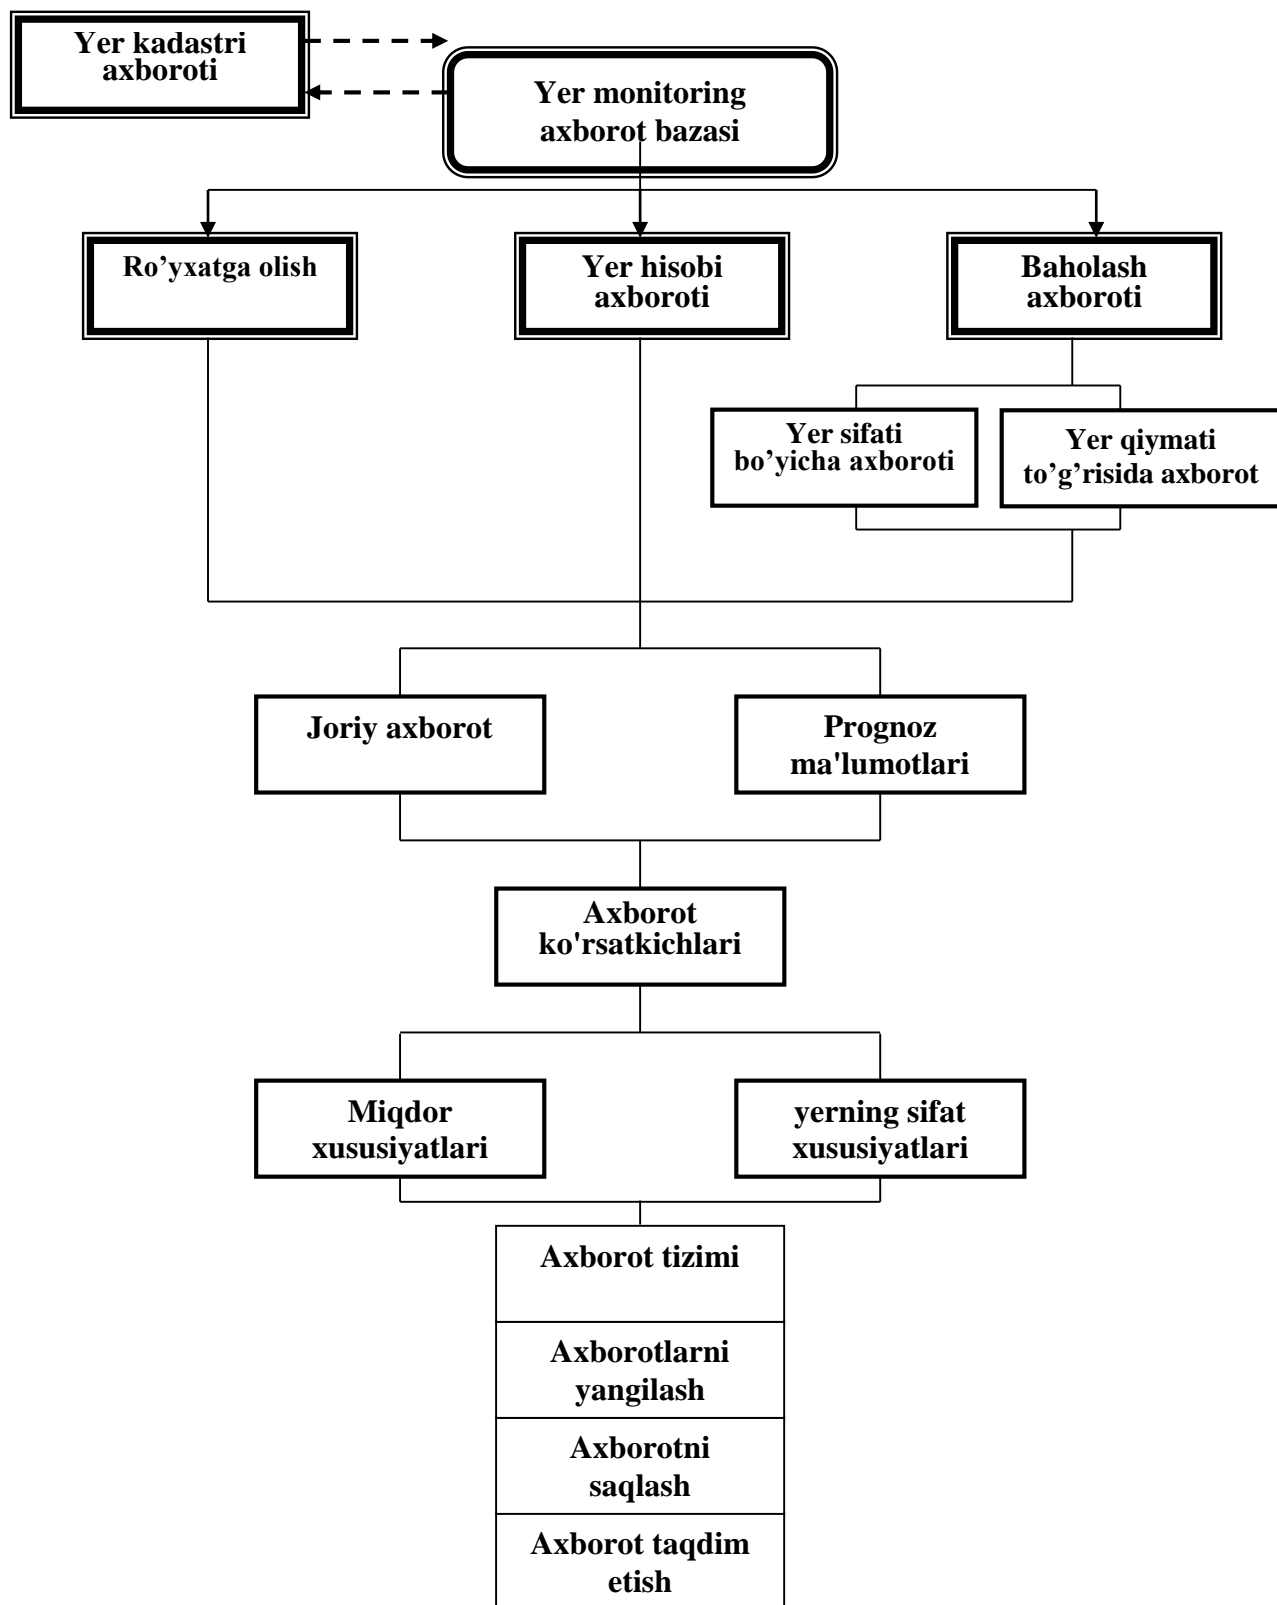 Yer kadastri
axboroti
Yer monitoring
axborot bazasi
Ro’yxatga olish
Yer hisobi
axboroti
Baholash
axboroti
Yer sifati
bo’yicha axboroti
Yer qiymati
to’g’risida axborot
Joriy axborot
Prognoz
ma'lumotlari
Axborot
ko'rsatkichlari
Miqdor
xususiyatlari
yerning sifat
xususiyatlari
Axborot tizimi
Axborotlarni
yangilash
Axborotni
saqlash
Axborot taqdim
etish